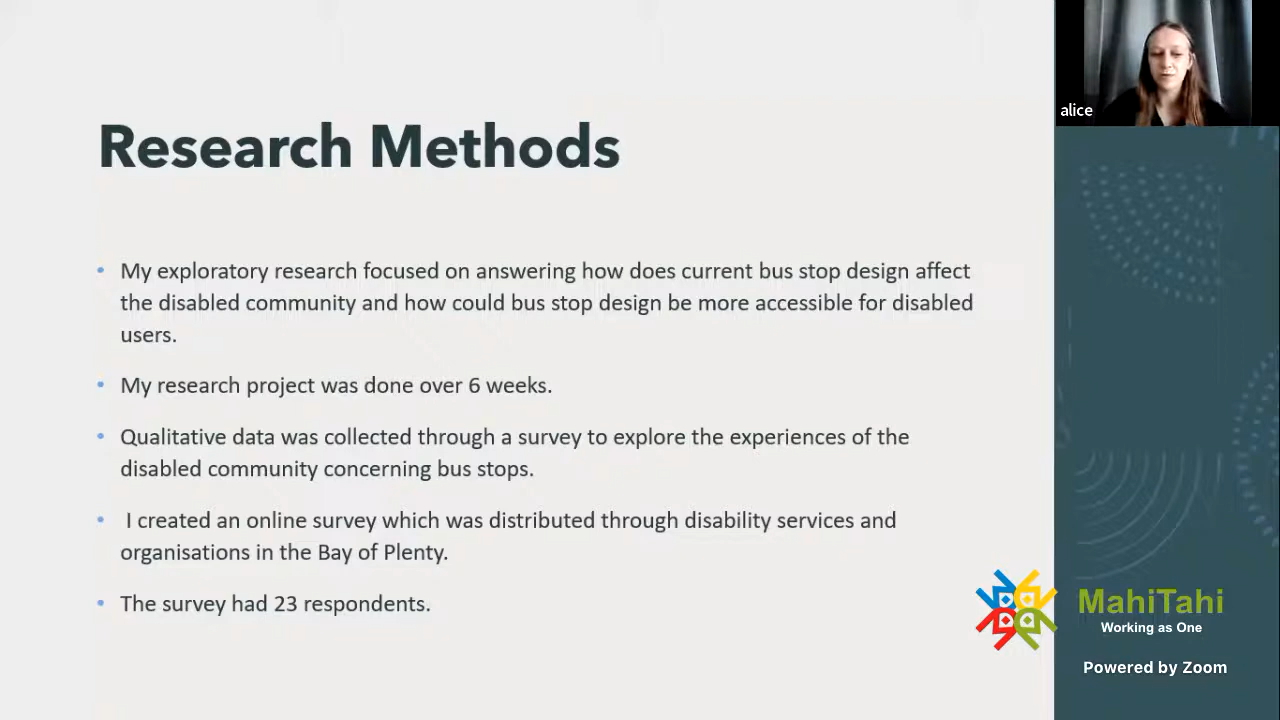 alice
Research Methods
• My exploratory research focused on answering how does current bus stop design affect
the disabled community and how could bus stop design be more accessible for disabled
users.
• My research project was done over 6 weeks.
• Qualitative data was collected through a survey to explore the experiences of the
disabled community concerning bus stops.
• I created an online survey which was distributed through disability services and
organisations in the Bay of Plenty.
• The survey had 23 respondents.
MahiTahi
Working as One
Powered by Zoom